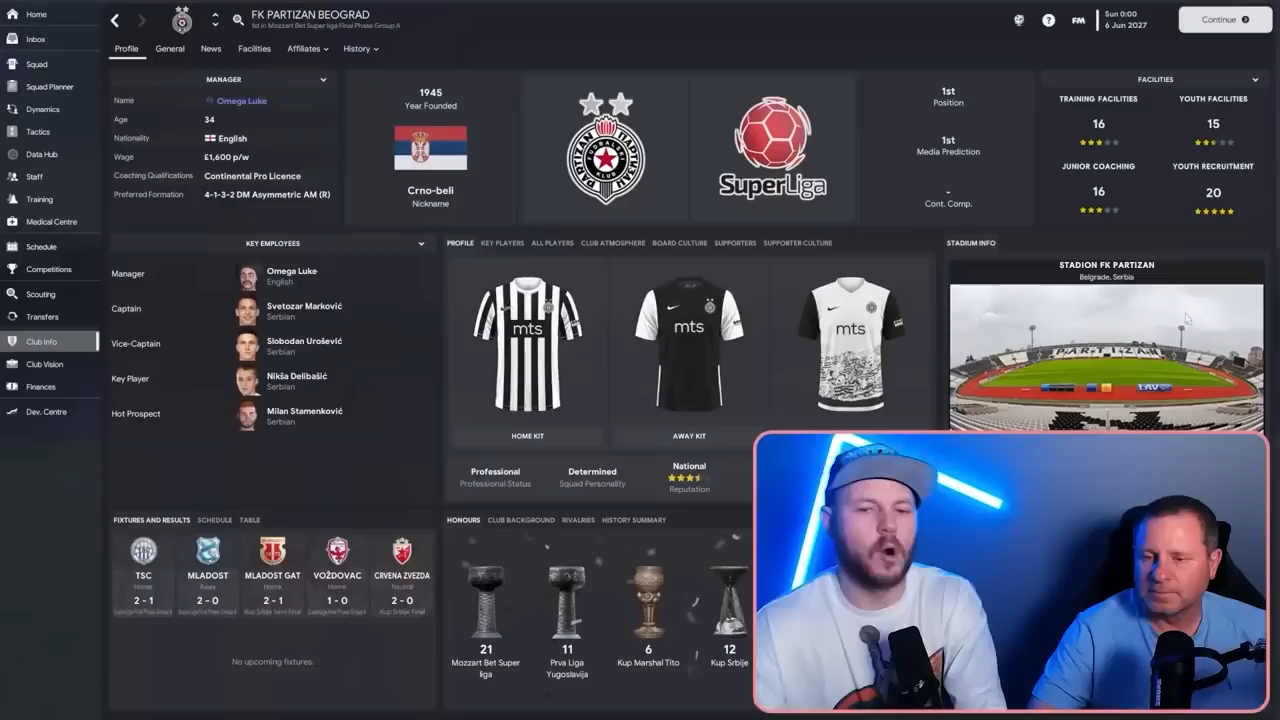 Home
Inbox
Squad
Squad Planner
Dynamics
Tactics
Data Hub
Staff
Training
Medical Centre
Schedule
Competitions
Scouting
Transfers
Club Info
Club Vision
Finances
Dev. Centre
FK PARTIZAN BEOGRAD
1st in Mozzart Bet Super liga Final Phase Group A
FM
Sun 0:00
6 Jun 2027
Continue
Profile
General
News
Facilities
Affiliates
History
MANAGER
Name
Omega Luke
Age
34
Nationality
English
Wage
£1,600 p/w
Coaching Qualifications
Continental Pro Licence
Preferred Formation
4-1-3-2 DM Asymmetric AM (R)
1945
Year Founded
Crno-beli
Nickname
SUPERLIGA
1st
Position
1st
Media Prediction
-
Cont. Comp.
FACILITIES
TRAINING FACILITIES
16
YOUTH FACILITIES
15
JUNIOR COACHING
16
YOUTH RECRUITMENT
20
KEY EMPLOYEES
Manager
Omega Luke
English
Captain
Svetozar Marković
Serbian
Vice-Captain
Slobodan Urošević
Serbian
Key Player
Nikša Delibašić
Serbian
Hot Prospect
Milan Stamenković
Serbian
PROFILE
KEY PLAYERS
ALL PLAYERS
CLUB ATMOSPHERE
BOARD CULTURE
SUPPORTERS
SUPPORTER CULTURE
mts
mts
mts
HOME KIT
AWAY KIT
Professional
Professional Status
Determined
Squad Personality
National
Reputation
STADIUM INFO
STADION FK PARTIZAN
Belgrade, Serbia
PARTIZAN
FIXTURES AND RESULTS
SCHEDULE
TABLE
TSC
Home
2 - 1
MLADOST
Away
2 - 0
MLADOST GAT
Home
2 - 1
Kup Srbije Semi Final
VOŽDOVAC
Home
1 - 0
CRVENA ZVEZDA
Neutral
2 - 0
Kup Srbije Final
No upcoming fixtures.
HONOURS
CLUB BACKGROUND
RIVALRIES
HISTORY SUMMARY
21
Mozzart Bet Super
liga
11
Prva Liga
Yugoslavija
6
Kup Marshal Tito
12
Kup Srbije